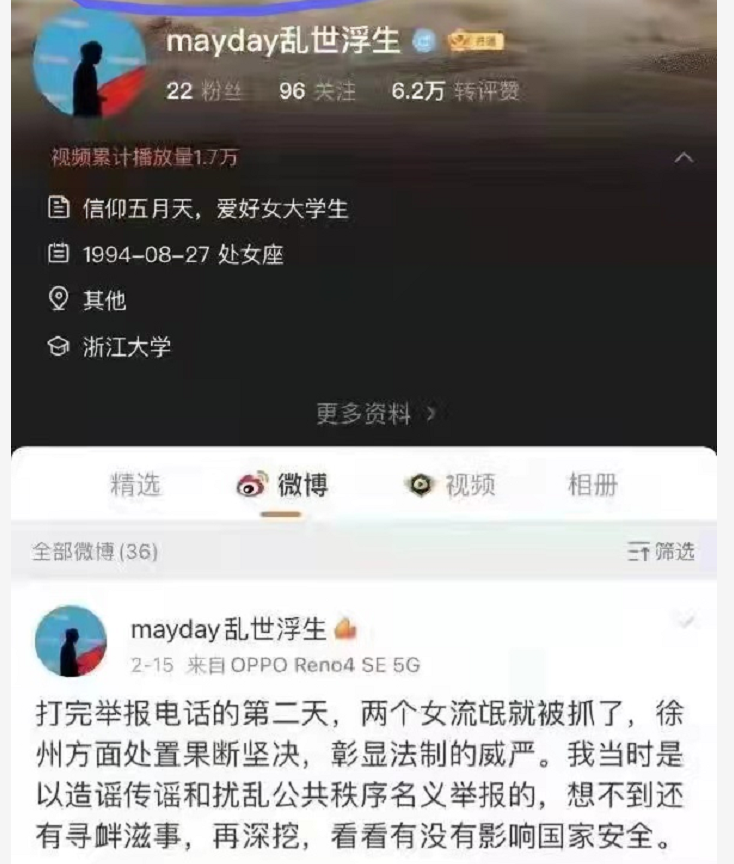 mayday乱世浮生
22 粉丝 96 关注 6.2万 转评赞
视频累计播放量1.7万
信仰五月天，爱好女大学生
1994-08-27 处女座
其他
浙江大学
更多资料
精选 微博 视频 相册
全部微博(36) 筛选
mayday乱世浮生
2-15 来自 OPPO Reno4 SE 5G
打完举报电话的第二天，两个女流氓就被抓了，徐
州方面处置果断坚决，彰显法制的威严。我当时是
以造谣传谣和扰乱公共秩序名义举报的，想不到还
有寻衅滋事，再深挖，看看有没有影响国家安全。